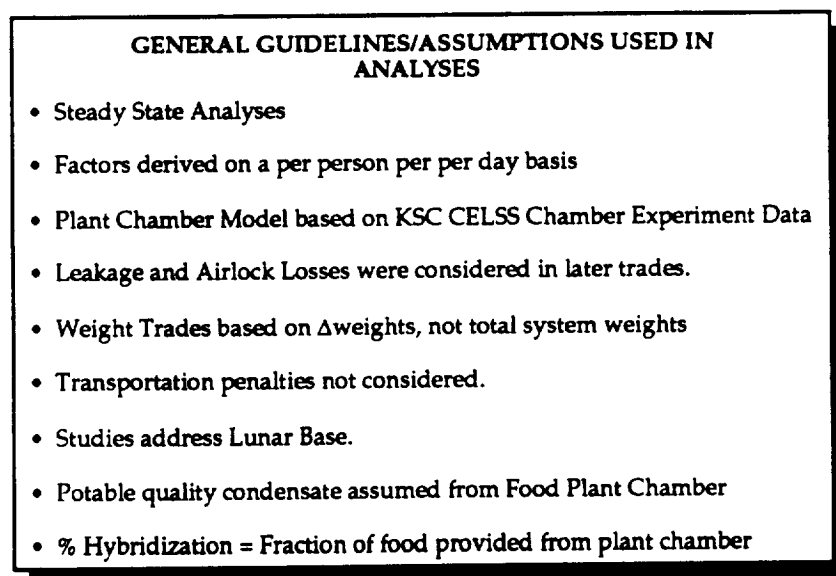 GENERAL GUIDELINES/ASSUMPTIONS USED IN
ANALYSES
• Steady State Analyses
• Factors derived on a per person per per day basis
• Plant Chamber Model based on KSC CELSS Chamber Experiment Data
• Leakage and Airlock Losses were considered in later trades.
• Weight Trades based on Δweights, not total system weights
• Transportation penalties not considered.
• Studies address Lunar Base.
• Potable quality condensate assumed from Food Plant Chamber
• % Hybridization = Fraction of food provided from plant chamber